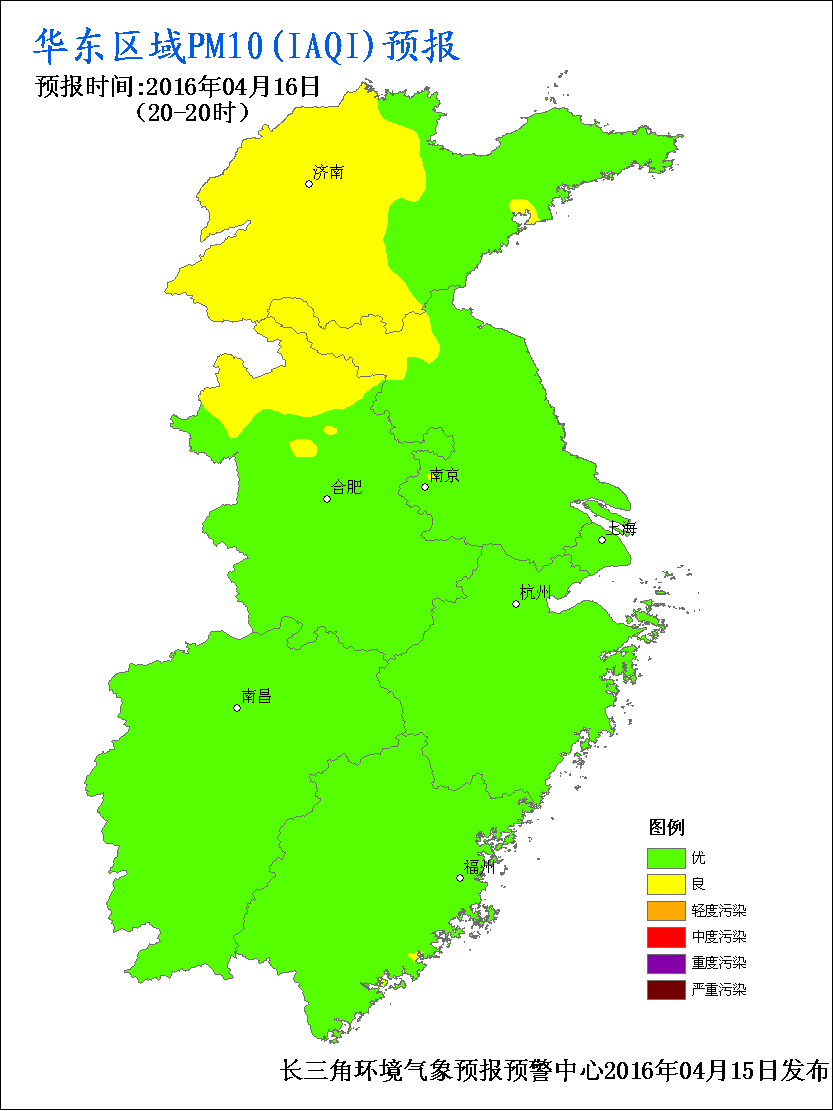 华东区域PM10(IAQI)预报
预报时间:2016年04月16日
(20-20时)
济南
南京
合肥
上海
杭州
南昌
福州
图例
优
良
轻度污染
中度污染
重度污染
严重污染
长三角环境气象预报预警中心2016年04月15日发布